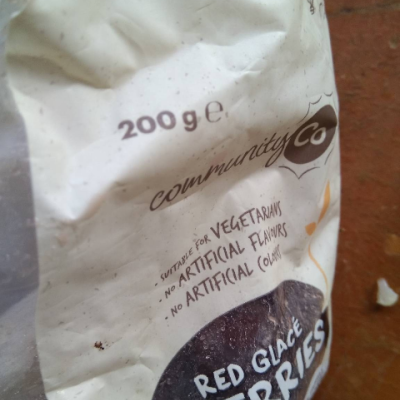 200g e
community Co
- SUITABLE FOR VEGETARIANS
- NO ARTIFICIAL FLAVOURS
- NO ARTIFICIAL COLOURS
RED GLACE